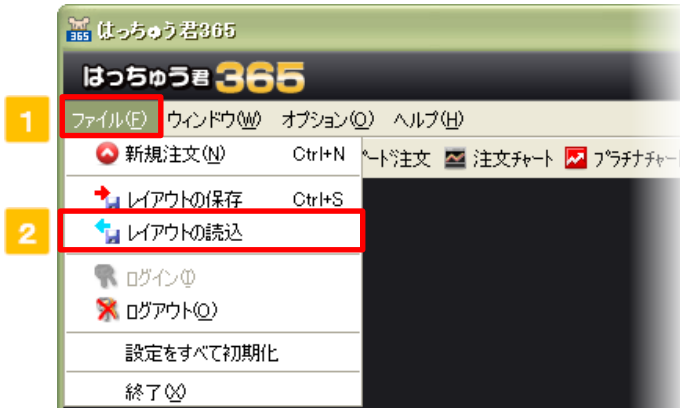 365 はっちゅう君365
はっちゅう君365
1
ファイル(F) ウィンドウ(W) オプション(O) ヘルプ(H)
新規注文(N) Ctrl+N
ード注文 注文チャート プラチナチャー
レイアウトの保存 Ctrl+S
2
レイアウトの読込
ログイン(I)
ログアウト(O)
設定をすべて初期化
終了(X)